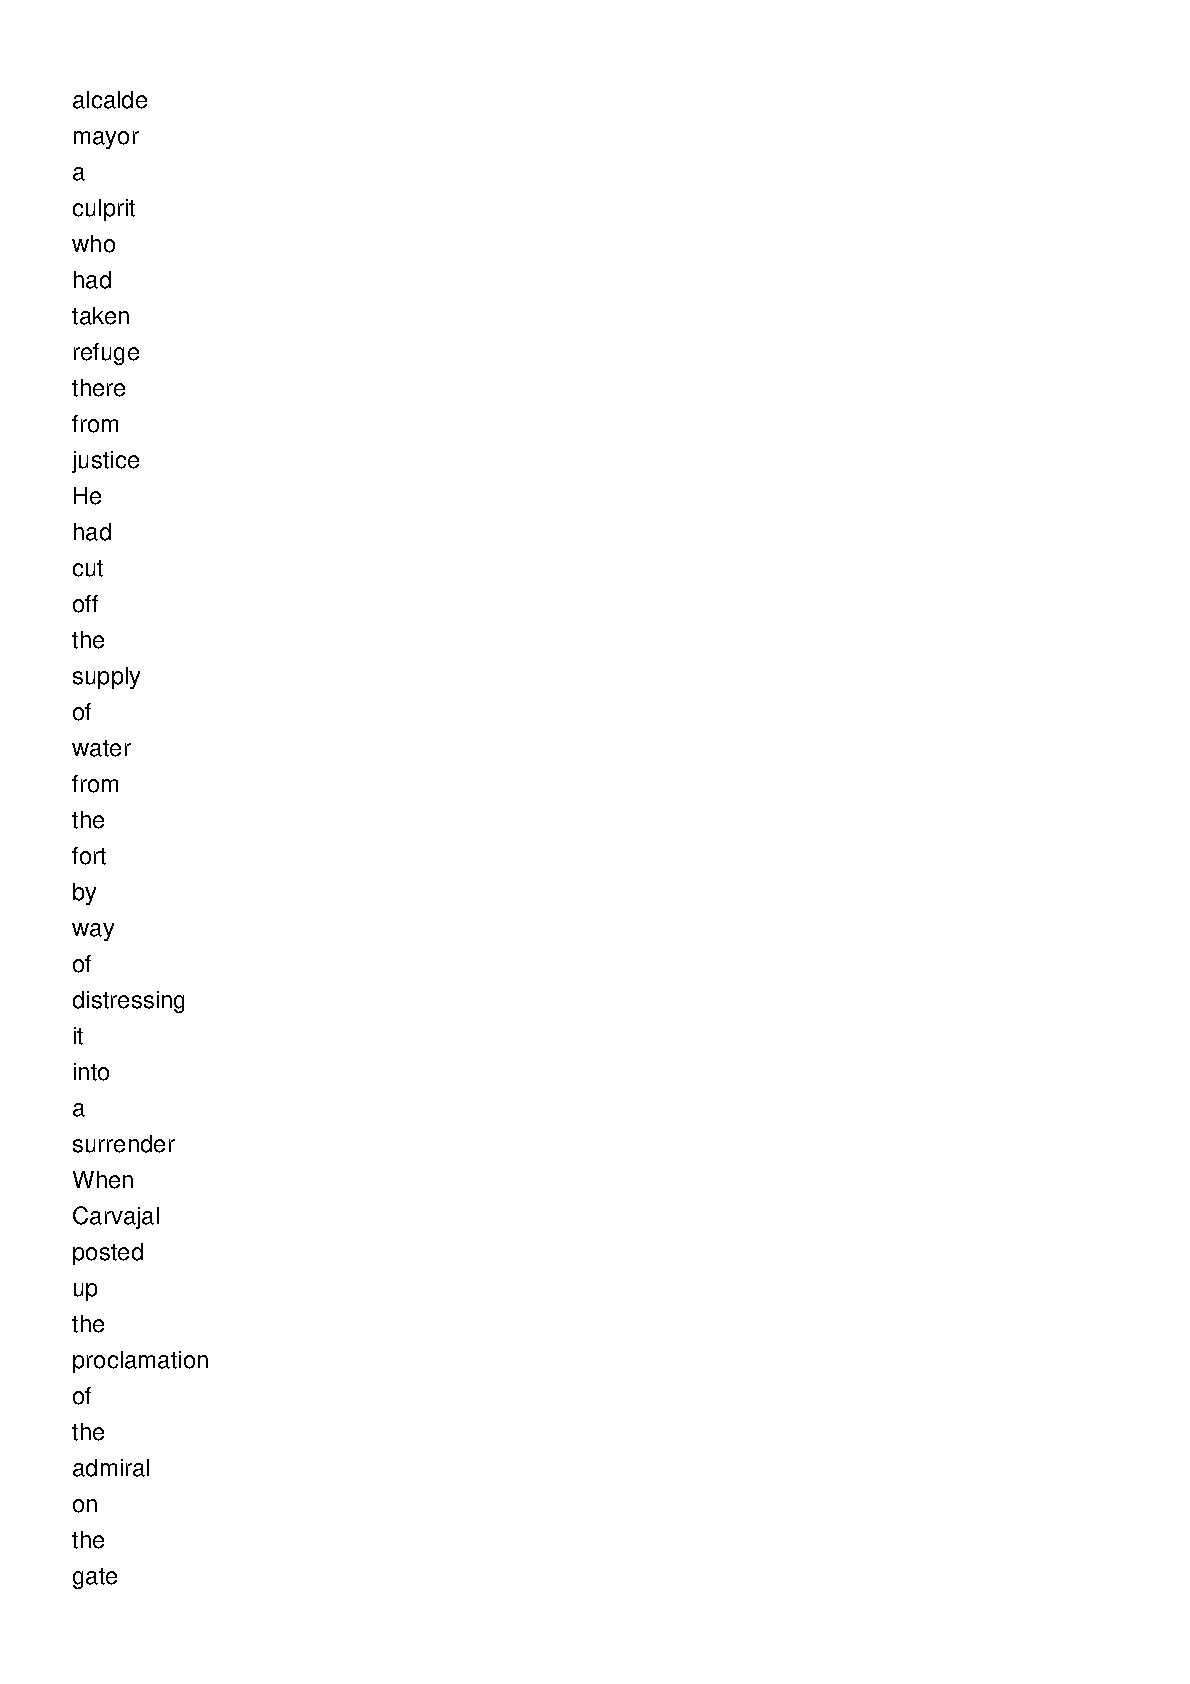 alcalde
mayor
a
culprit
who
had
taken
refuge
there
from
justice
He
had
cut
off
the
supply
of
water
from
the
fort
by
way
of
distressing
it
into
a
surrender
When
Carvajal
posted
up
the
proclamation
of
the
admiral
on
the
gate